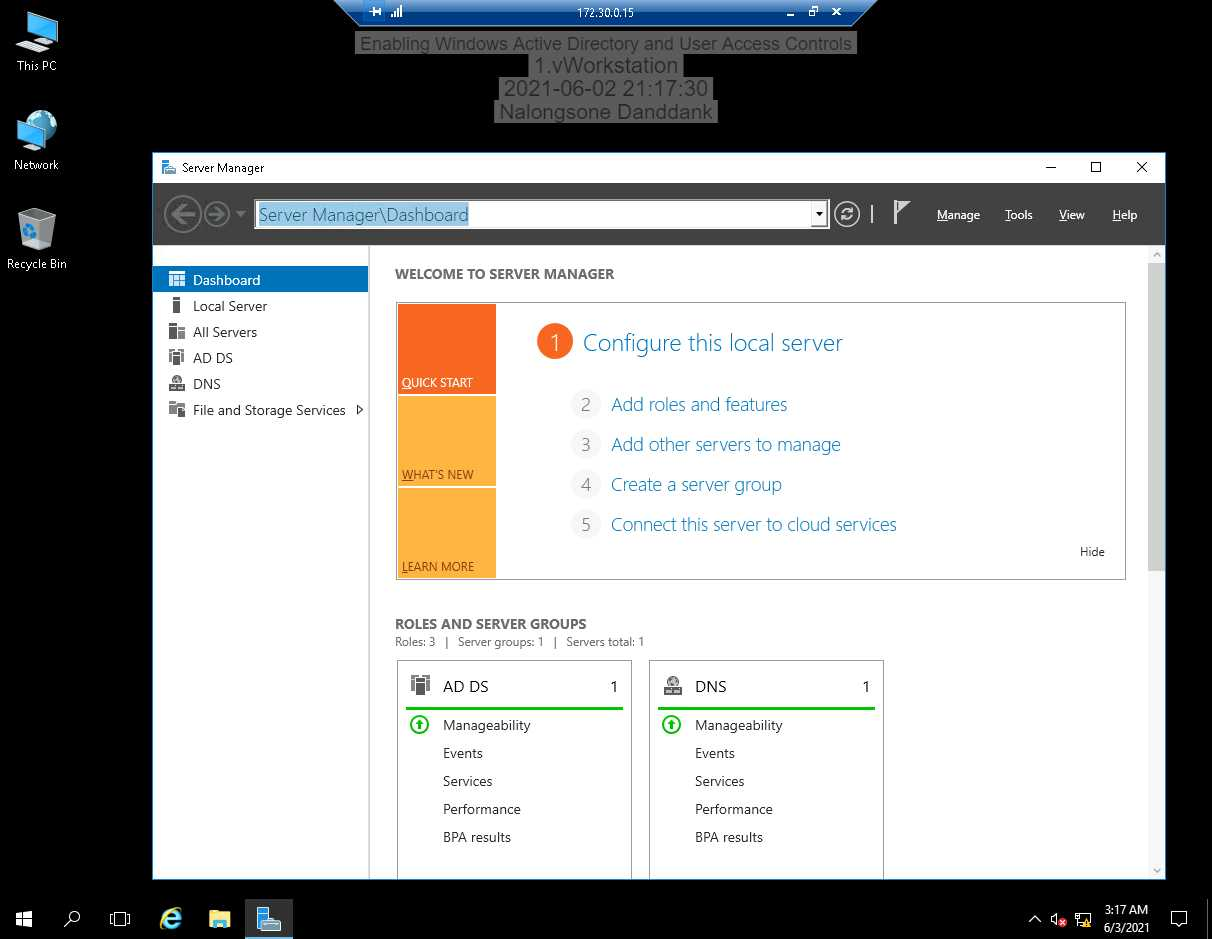 172.30.0.15
This PC
Enabling Windows Active Directory and User Access Controls
1.vWorkstation
2021-06-02 21:17:30
Nalongsone Danddank
Network
Recycle Bin
Server Manager
Server Manager\Dashboard
Manage
Tools
View
Help
Dashboard
Local Server
All Servers
AD DS
DNS
File and Storage Services
WELCOME TO SERVER MANAGER
QUICK START
WHAT'S NEW
LEARN MORE
1 Configure this local server
2 Add roles and features
3 Add other servers to manage
4 Create a server group
5 Connect this server to cloud services
Hide
ROLES AND SERVER GROUPS
Roles: 3 | Server groups: 1 | Servers total: 1
AD DS 1
Manageability
Events
Services
Performance
BPA results
DNS 1
Manageability
Events
Services
Performance
BPA results
3:17 AM
6/3/2021